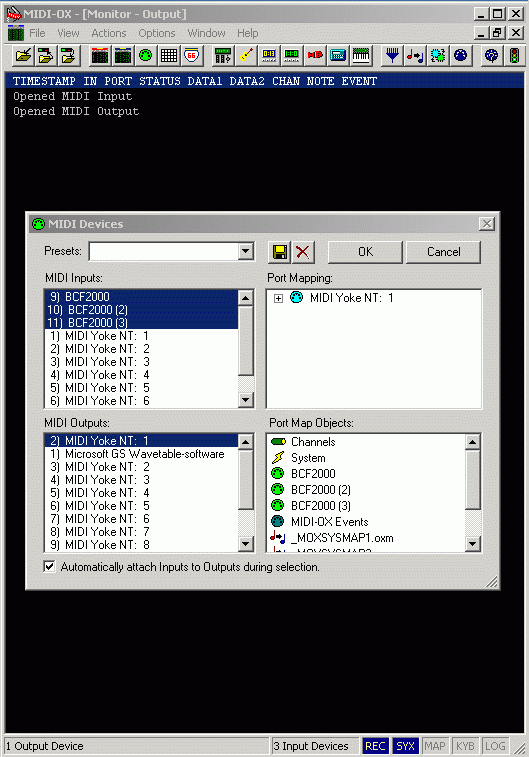 MIDI-OX - [Monitor - Output]
File View Actions Options Window Help
TIMESTAMP IN PORT STATUS DATA1 DATA2 CHAN NOTE EVENT
Opened MIDI Input
Opened MIDI Output
MIDI Devices
Presets:
OK
Cancel
MIDI Inputs:
9) BCF2000
10) BCF2000 (2)
11) BCF2000 (3)
1) MIDI Yoke NT: 1
2) MIDI Yoke NT: 2
3) MIDI Yoke NT: 3
4) MIDI Yoke NT: 4
5) MIDI Yoke NT: 5
6) MIDI Yoke NT: 6
Port Mapping:
MIDI Yoke NT: 1
MIDI Outputs:
2) MIDI Yoke NT: 1
1) Microsoft GS Wavetable-software
3) MIDI Yoke NT: 2
4) MIDI Yoke NT: 3
5) MIDI Yoke NT: 4
6) MIDI Yoke NT: 5
7) MIDI Yoke NT: 6
8) MIDI Yoke NT: 7
9) MIDI Yoke NT: 8
Port Map Objects:
Channels
System
BCF2000
BCF2000 (2)
BCF2000 (3)
MIDI-OX Events
_MOXSYSMAP1.oxm
Automatically attach Inputs to Outputs during selection.
1 Output Device
3 Input Devices
REC SYX MAP KYB LOG